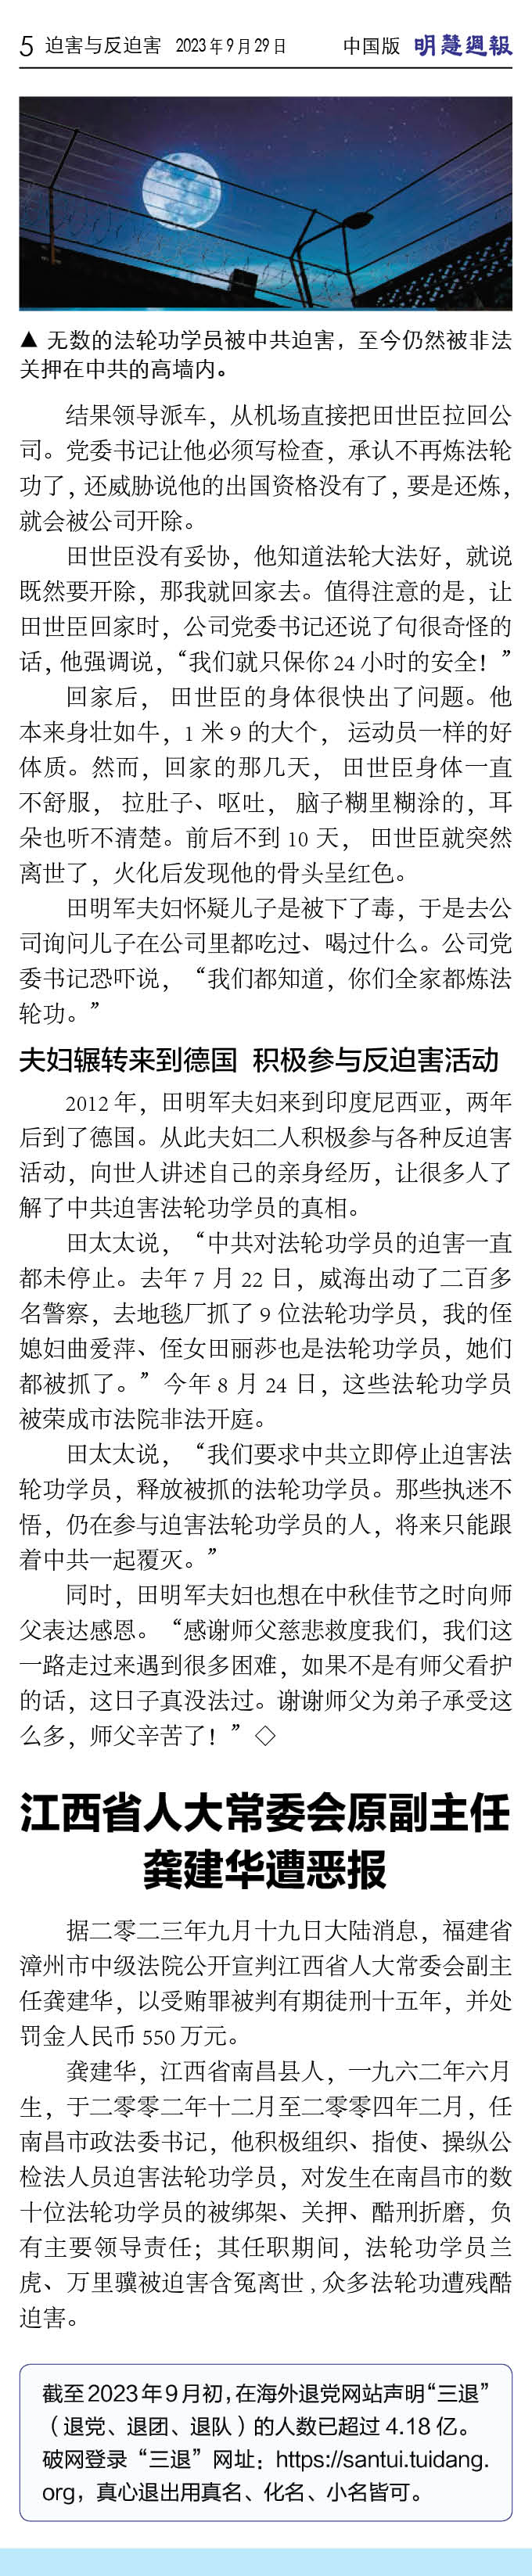 5 迫害与反迫害 2023年9月29日 中国版 明慧週報
▲ 无数的法轮功学员被中共迫害，至今仍然被非法
关押在中共的高墙内。
结果领导派车，从机场直接把田世臣拉回公
司。党委书记让他必须写检查，承认不再炼法轮
功了，还威胁说他的出国资格没有了，要是还炼，
就会被公司开除。
田世臣没有妥协，他知道法轮大法好，就说
既然要开除，那我就回家去。值得注意的是，让
田世臣回家时，公司党委书记还说了句很奇怪的
话，他强调说，“我们就只保你 24 小时的安全！”
回家后， 田世臣的身体很快出了问题。他
本来身壮如牛，1 米 9 的大个， 运动员一样的好
体质。然而，回家的那几天， 田世臣身体一直
不舒服， 拉肚子、呕吐， 脑子糊里糊涂的，耳
朵也听不清楚。前后不到 10 天， 田世臣就突然
离世了，火化后发现他的骨头呈红色。
田明军夫妇怀疑儿子是被下了毒，于是去公
司询问儿子在公司里都吃过、喝过什么。公司党
委书记恐吓说，“我们都知道，你们全家都炼法
轮功。”
夫妇辗转来到德国 积极参与反迫害活动
2012 年，田明军夫妇来到印度尼西亚，两年
后到了德国。从此夫妇二人积极参与各种反迫害
活动，向世人讲述自己的亲身经历，让很多人了
解了中共迫害法轮功学员的真相。
田太太说，“中共对法轮功学员的迫害一直
都未停止。去年 7 月 22 日，威海出动了二百多
名警察，去地毯厂抓了 9 位法轮功学员，我的侄
媳妇曲爱萍、侄女田丽莎也是法轮功学员，她们
都被抓了。”今年 8 月 24 日，这些法轮功学员
被荣成市法院非法开庭。
田太太说，“我们要求中共立即停止迫害法
轮功学员，释放被抓的法轮功学员。那些执迷不
悟，仍在参与迫害法轮功学员的人，将来只能跟
着中共一起覆灭。”
同时，田明军夫妇也想在中秋佳节之时向师
父表达感恩。“感谢师父慈悲救度我们，我们这
一路走过来遇到很多困难，如果不是有师父看护
的话，这日子真没法过。谢谢师父为弟子承受这
么多，师父辛苦了！”◇
江西省人大常委会原副主任
龚建华遭恶报
据二零二三年九月十九日大陆消息，福建省
漳州市中级法院公开宣判江西省人大常委会副主
任龚建华，以受贿罪被判有期徒刑十五年，并处
罚金人民币 550 万元。
龚建华，江西省南昌县人，一九六二年六月
生，于二零零二年十二月至二零零四年二月，任
南昌市政法委书记，他积极组织、指使、操纵公
检法人员迫害法轮功学员，对发生在南昌市的数
十位法轮功学员的被绑架、关押、酷刑折磨，负
有主要领导责任；其任职期间，法轮功学员兰
虎、万里骥被迫害含冤离世 , 众多法轮功遭残酷
迫害。
截至2023年9月初，在海外退党网站声明“三退”
（退党、退团、退队）的人数已超过 4.18 亿。
破网登录“三退”网址：https://santui.tuidang.
org，真心退出用真名、化名、小名皆可。